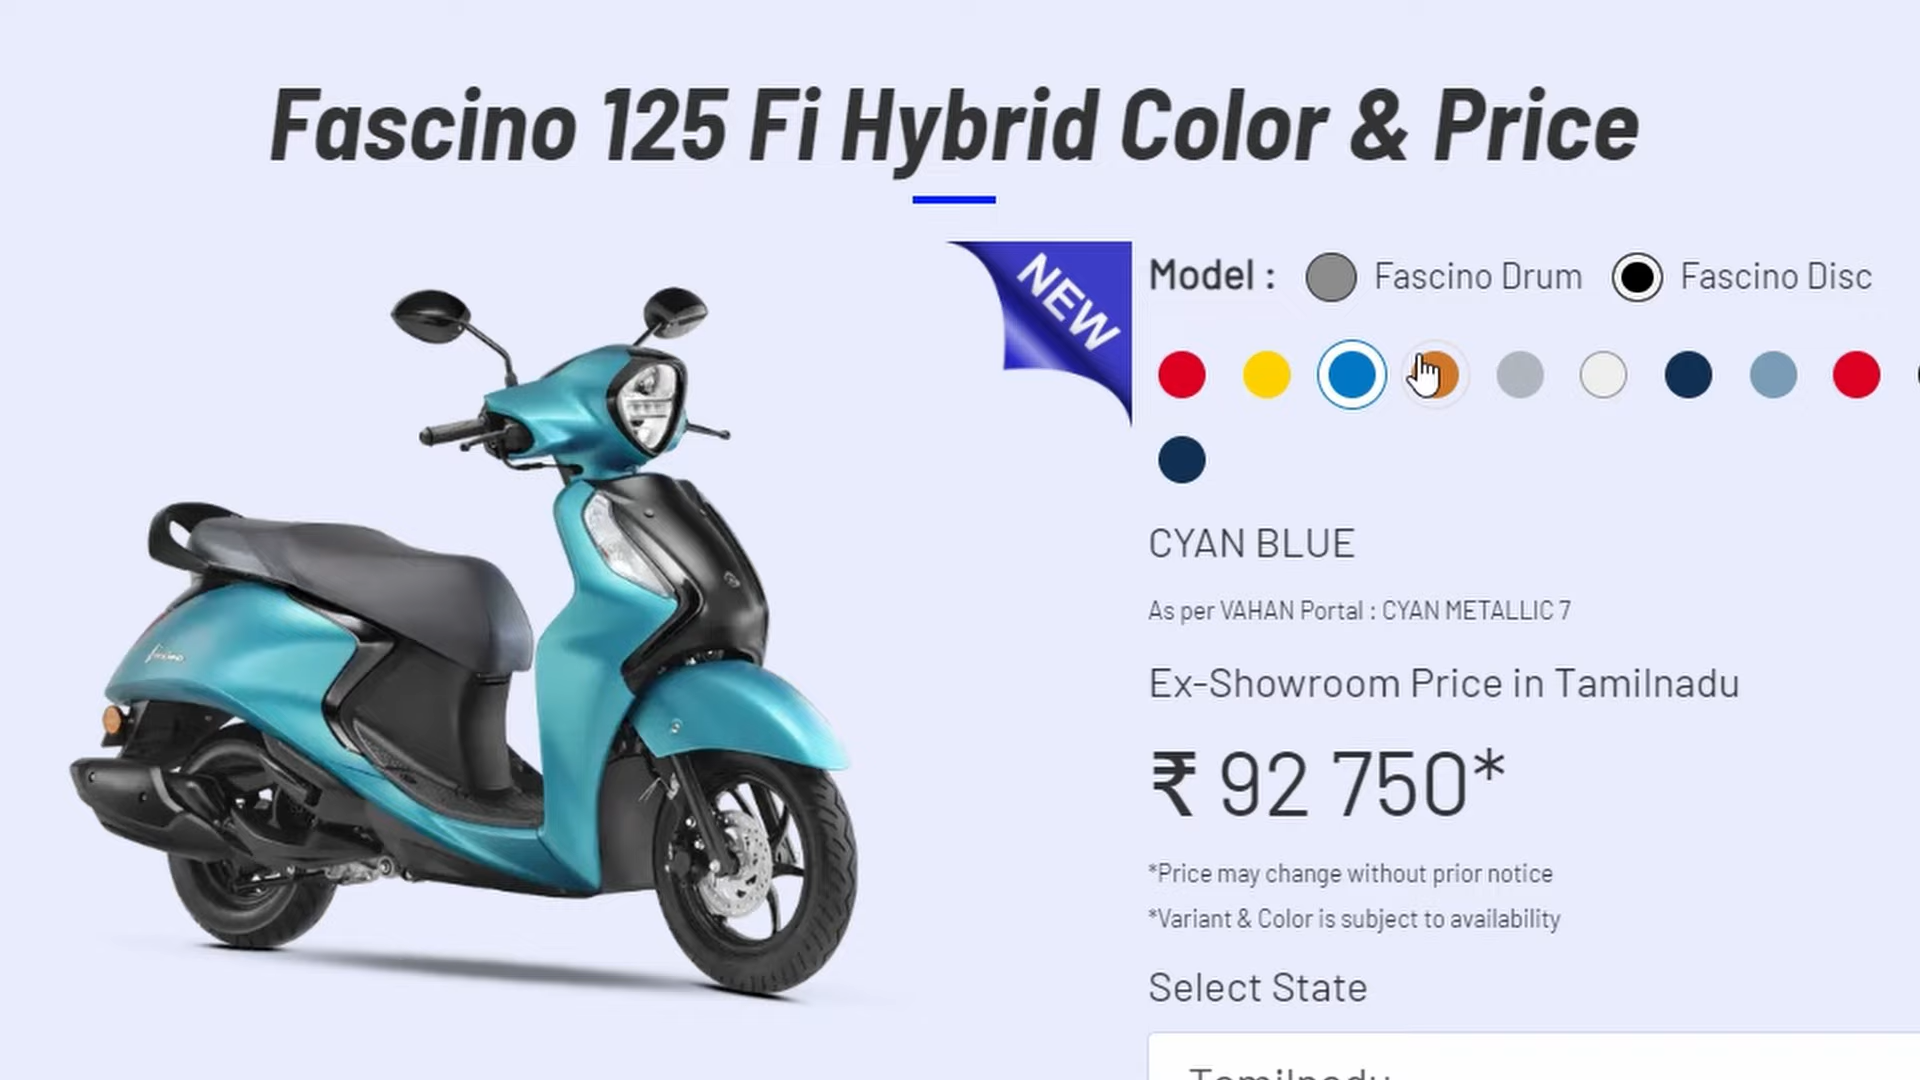 Fascino 125 Fi Hybrid Color & Price
NEW
Model : Fascino Drum Fascino Disc
CYAN BLUE
As per VAHAN Portal : CYAN METALLIC 7
Ex-Showroom Price in Tamilnadu
₹ 92 750*
*Price may change without prior notice
*Variant & Color is subject to availability
Select State
Tamilnadu
Fascino